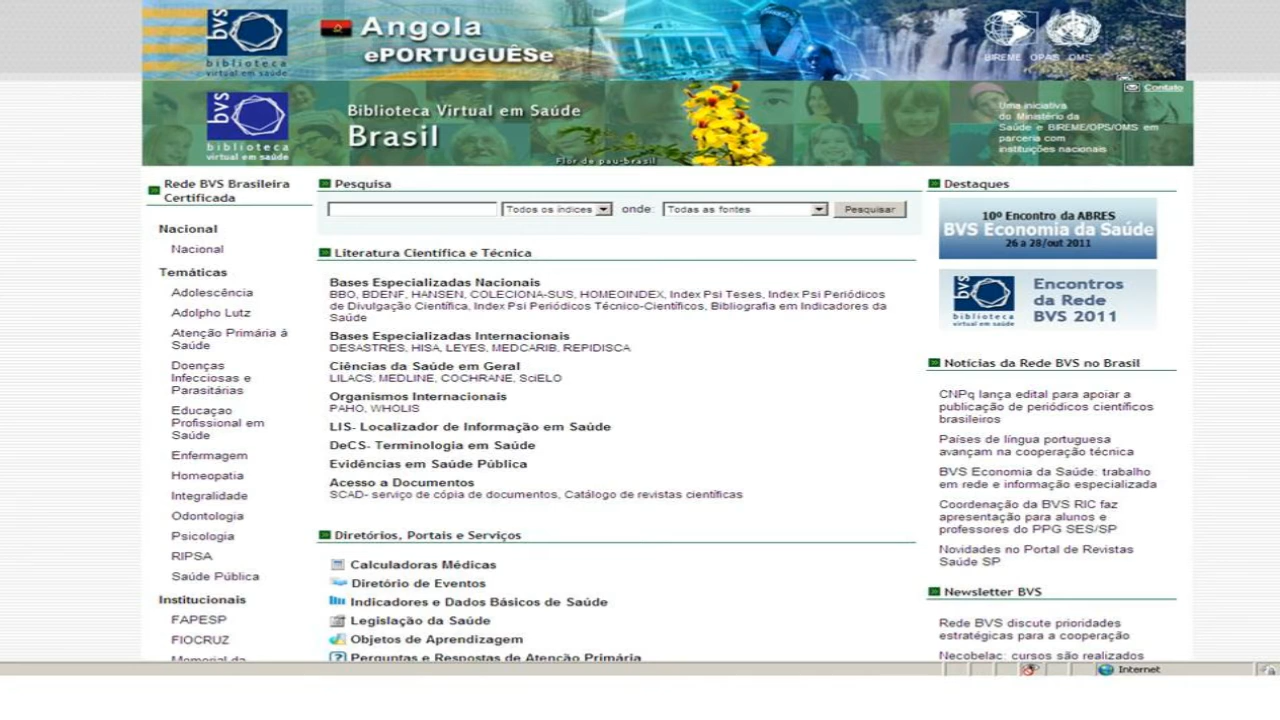 bvs
biblioteca
virtual em saúde
Angola
ePORTUGUÊSe
BIREME OPAS OMS
bvs
biblioteca
virtual em saúde
Biblioteca Virtual em Saúde
Brasil
Flor de pau-brasil
Contato
Uma iniciativa
do Ministério da
Saúde e BIREME/OPS/OMS em
parceria com
instituições nacionais
Rede BVS Brasileira
Certificada
Nacional
Nacional
Temáticas
Adolescência
Adolpho Lutz
Atenção Primária à
Saúde
Doenças
Infecciosas e
Parasitárias
Educaçao
Profissional em
Saúde
Enfermagem
Homeopatia
Integralidade
Odontologia
Psicologia
RIPSA
Saúde Pública
Institucionais
FAPESP
FIOCRUZ
Memorial da
Pesquisa
Todos os índices onde: Todas as fontes Pesquisar
Literatura Científica e Técnica
Bases Especializadas Nacionais
BBO, BDENF, HANSEN, COLECIONA-SUS, HOMEOINDEX, Index Psi Teses, Index Psi Periódicos
de Divulgação Científica, Index Psi Periódicos Técnico-Científicos, Bibliografia em Indicadores da
Saúde
Bases Especializadas Internacionais
DESASTRES, HISA, LEYES, MEDCARIB, REPIDISCA
Ciências da Saúde em Geral
LILACS, MEDLINE, COCHRANE, SciELO
Organismos Internacionais
PAHO, WHOLIS
LIS- Localizador de Informação em Saúde
DeCS- Terminologia em Saúde
Evidências em Saúde Pública
Acesso a Documentos
SCAD- serviço de cópia de documentos, Catálogo de revistas científicas
Diretórios, Portais e Serviços
Calculadoras Médicas
Diretório de Eventos
Indicadores e Dados Básicos de Saúde
Legislação da Saúde
Objetos de Aprendizagem
Perguntas e Respostas de Atenção Primária
Destaques
10º Encontro da ABRES
BVS Economia da Saúde
26 a 28/out 2011
bvs
biblioteca
virtual em saúde
Encontros
da Rede
BVS 2011
Notícias da Rede BVS no Brasil
CNPq lança edital para apoiar a
publicação de periódicos científicos
brasileiros
Países de língua portuguesa
avançam na cooperação técnica
BVS Economia da Saúde: trabalho
em rede e informação especializada
Coordenação da BVS RIC faz
apresentação para alunos e
professores do PPG SES/SP
Novidades no Portal de Revistas
Saúde SP
Newsletter BVS
Rede BVS discute prioridades
estratégicas para a cooperação
Necobelac: cursos são realizados
Internet